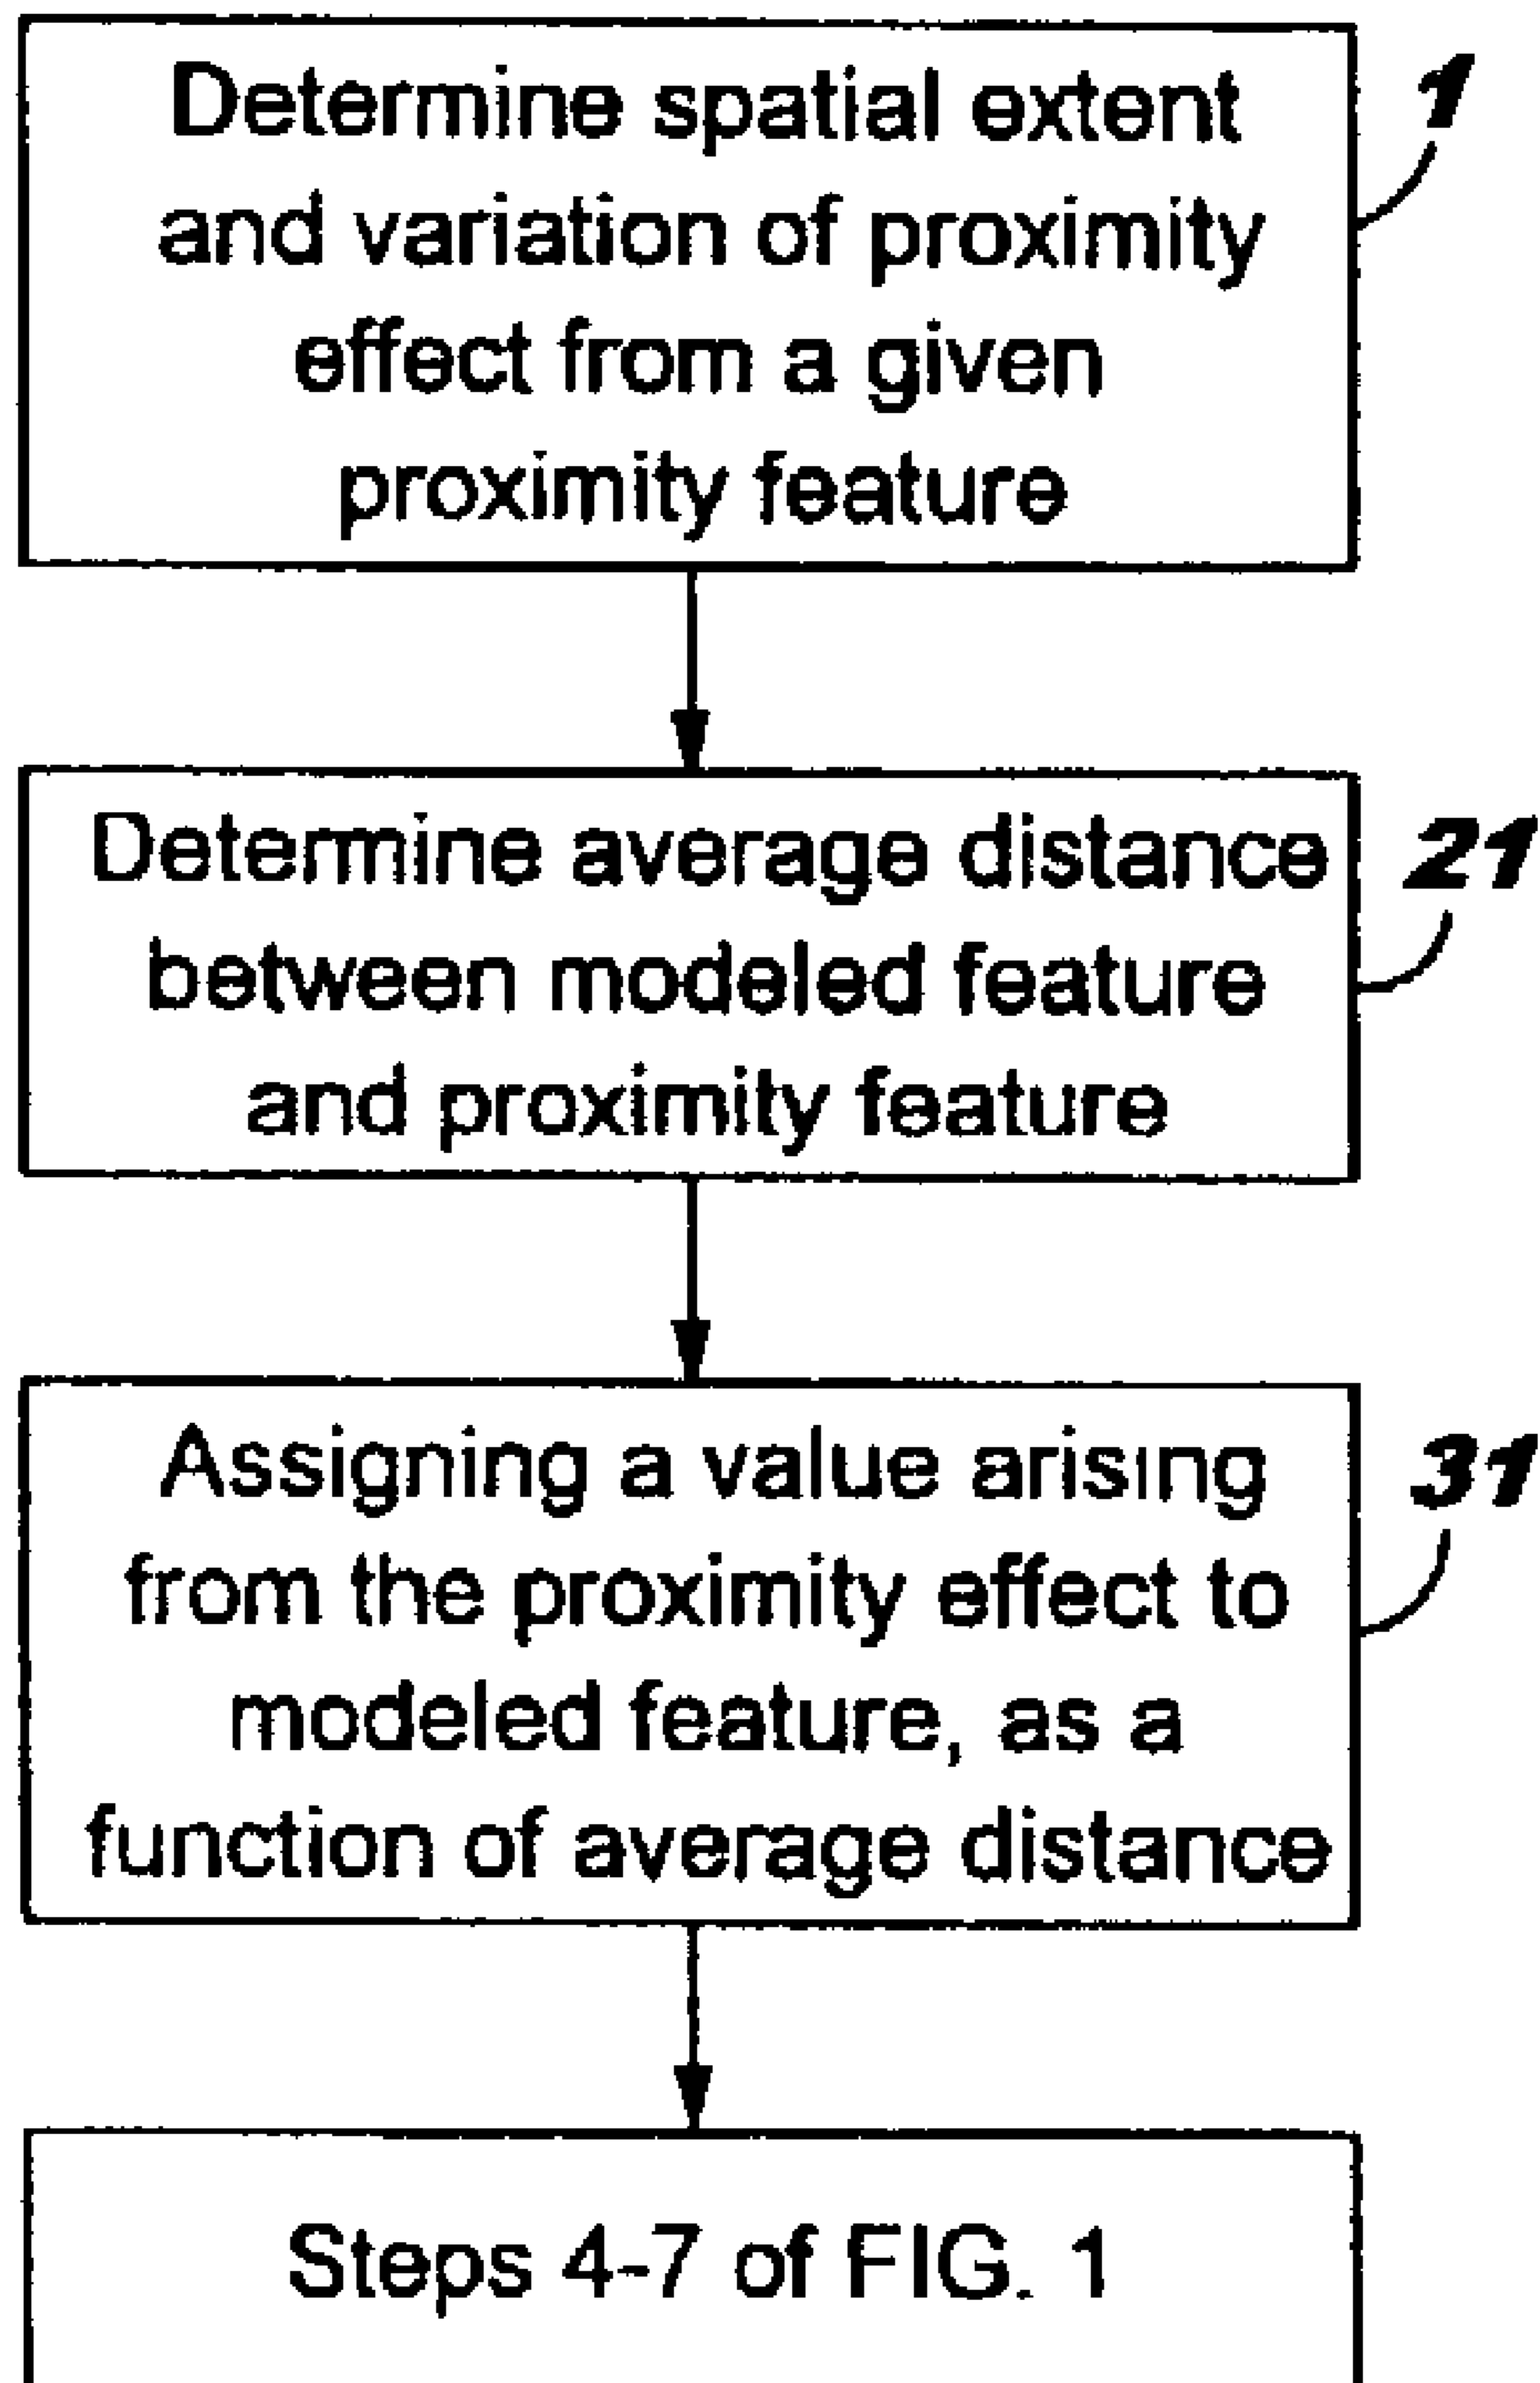 Determine spatial extent
and variation of proximity
effect from a given
proximity feature
1
Determine average distance
between modeled feature
and proximity feature
21
Assigning a value arising
from the proximity effect to
modeled feature, as a
function of average distance
31
Steps 4-7 of FIG. 1